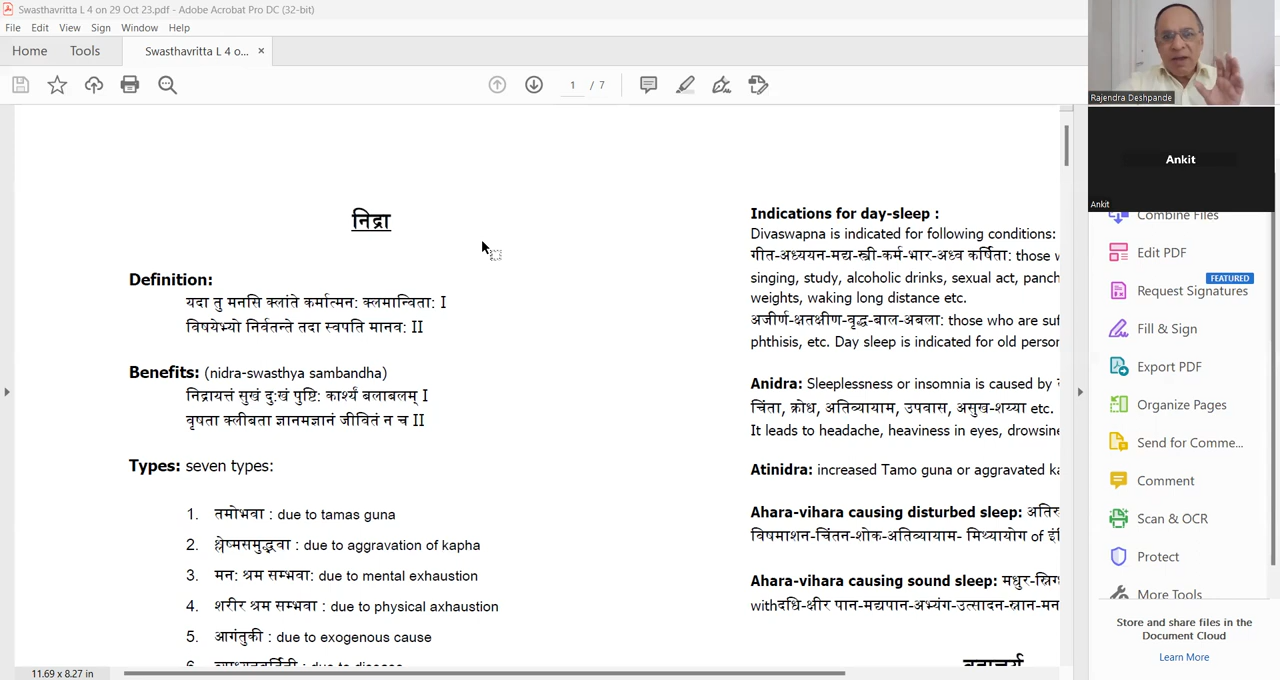 Swasthavritta L 4 on 29 Oct 23.pdf - Adobe Acrobat Pro DC (32-bit)
File Edit View Sign Window Help
Home Tools Swasthavritta L 4 o... ×
1 / 7
निद्रा
Definition:
यदा तु मनसि क्लांते कर्मात्मन: क्लमान्विता: I
विषयेभ्यो निर्वतन्ते तदा स्वपति मानव: II
Benefits: (nidra-swasthya sambandha)
निद्रायत्तं सुखं दु:खं पुष्टि: कार्श्यं बलाबलम् I
वृषता क्लीबता ज्ञानमज्ञानं जीवितं न च II
Types: seven types:
1. तमोभवा : due to tamas guna
2. श्लेष्मसमुद्भवा : due to aggravation of kapha
3. मन: श्रम सम्भवा: due to mental exhaustion
4. शरीर श्रम सम्भवा : due to physical axhaustion
5. आगंतुकी : due to exogenous cause
6. : due to disease
Indications for day-sleep :
Divaswapna is indicated for following conditions:
गीत-अध्ययन-मद्य-स्त्री-कर्म-भार-अध्व कर्षिता: those w
singing, study, alcoholic drinks, sexual act, panch
weights, waking long distance etc.
अजीर्ण-क्षतक्षीण-वृद्ध-बाल-अबला: those who are suf
phthisis, etc. Day sleep is indicated for old person
Anidra: Sleeplessness or insomnia is caused by
चिंता, क्रोध, अतिव्यायाम, उपवास, असुख-शय्या etc.
It leads to headache, heaviness in eyes, drowsine
Atinidra: increased Tamo guna or aggravated ka
Ahara-vihara causing disturbed sleep: अतिरु
विषमाशन-चिंतन-शोक-अतिव्यायाम- मिथ्यायोग of इंि
Ahara-vihara causing sound sleep: मधुर-स्नि
withदधि-क्षीर पान-मद्यपान-अभ्यंग-उत्सादन-स्नान-मन
11.69 x 8.27 in
Rajendra Deshpande
Ankit
Ankit
Combine Files
Edit PDF
FEATURED
Request Signatures
Fill & Sign
Export PDF
Organize Pages
Send for Comme...
Comment
Scan & OCR
Protect
More Tools
Store and share files in the
Document Cloud
Learn More